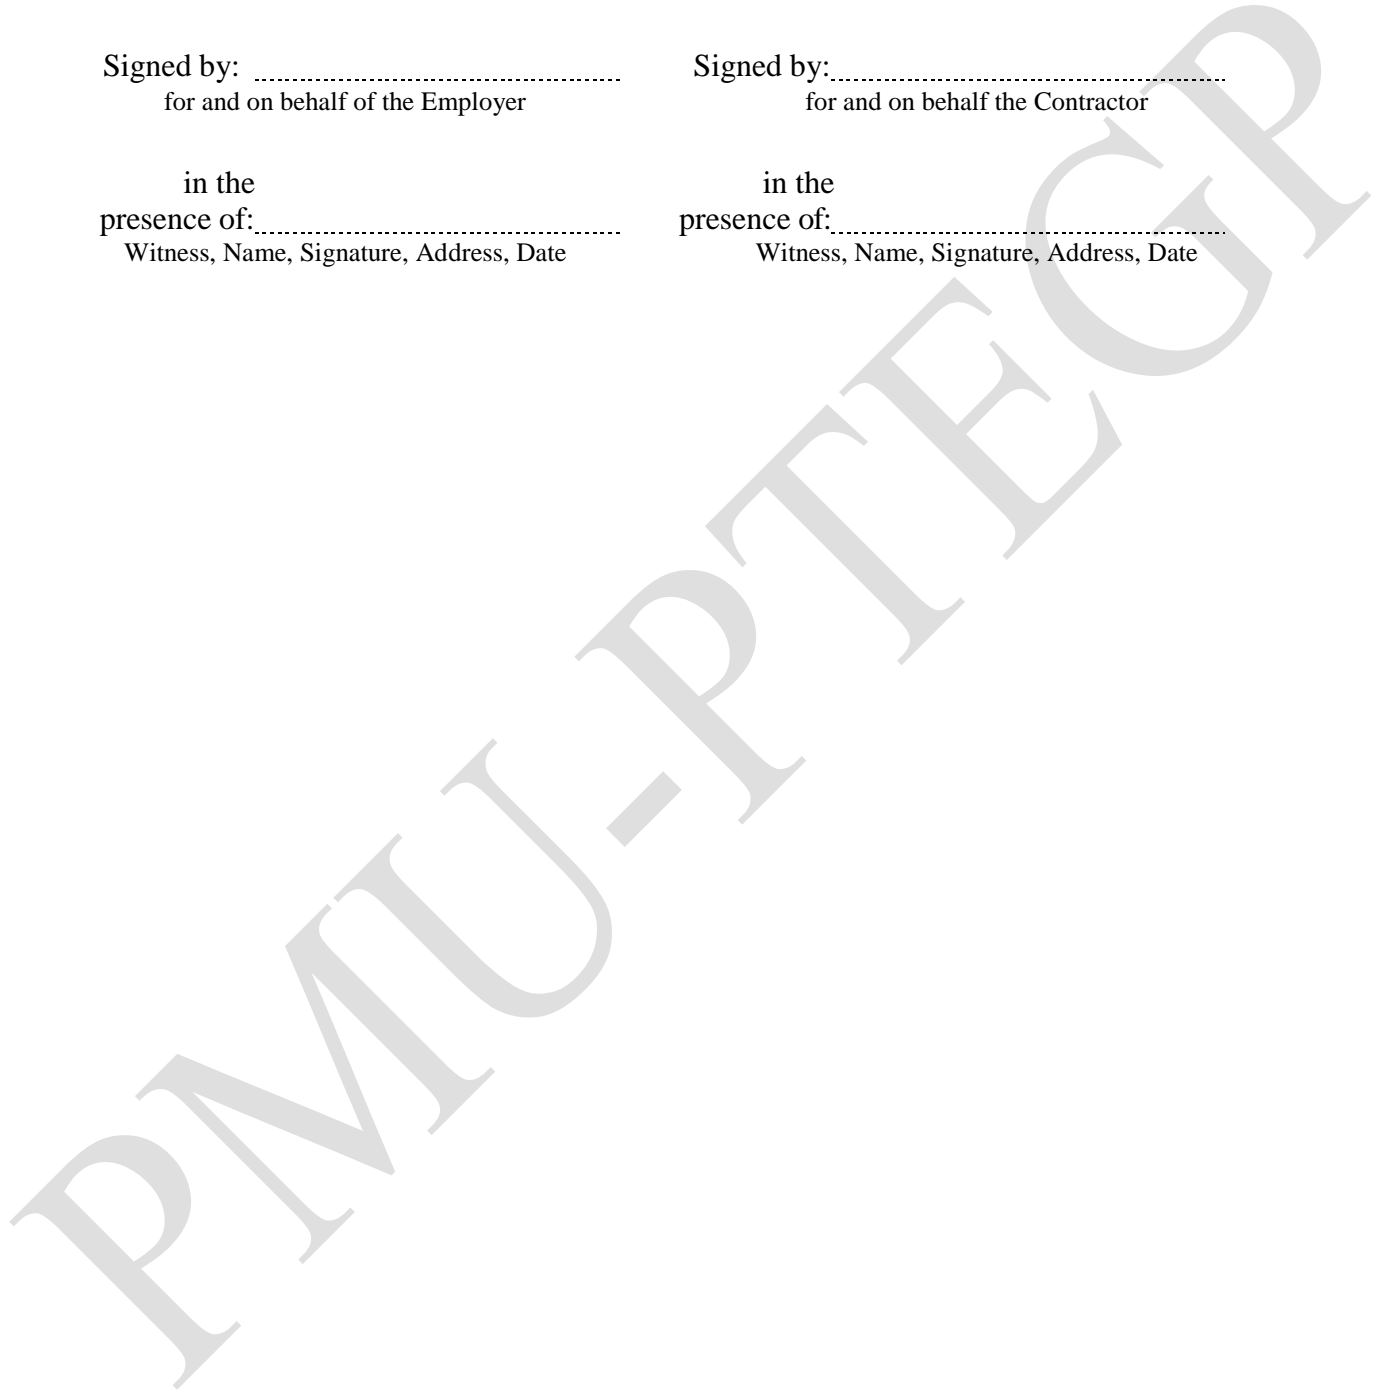 Signed by: Signed by:
for and on behalf of the Employer for and on behalf the Contractor
in the in the
presence of: presence of:
Witness, Name, Signature, Address, Date Witness, Name, Signature, Address, Date
PMU-PTEGP